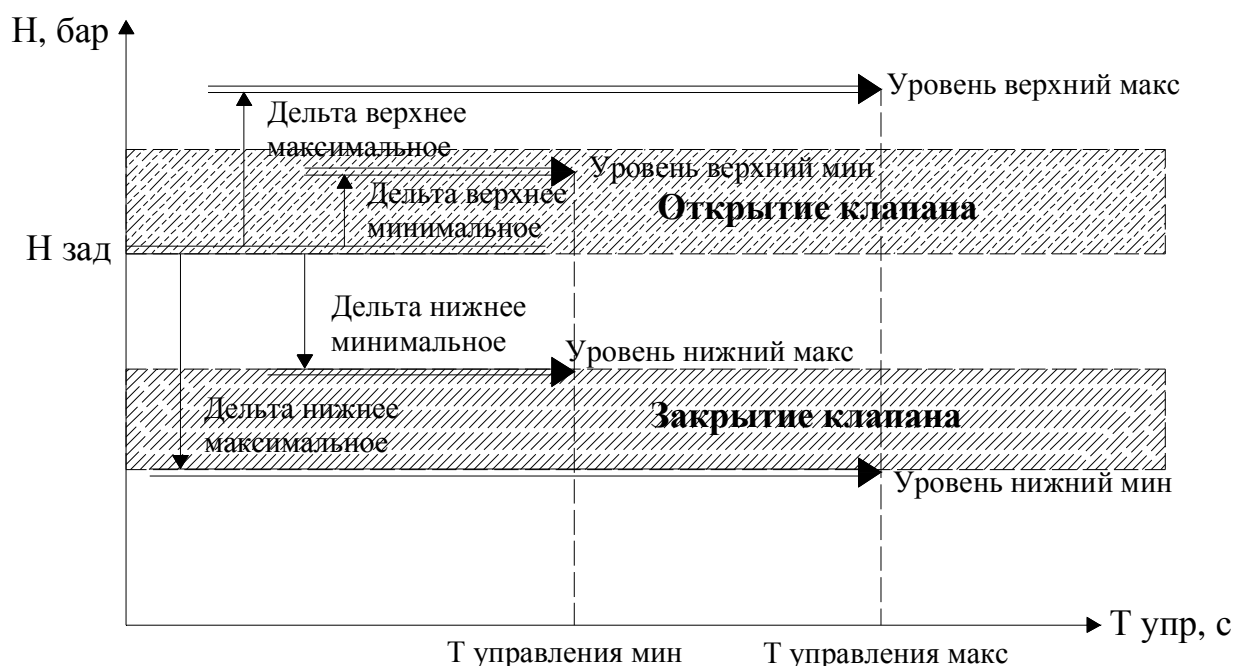 Н, бар
Уровень верхний макс
Дельта верхнее
максимальное
Уровень верхний мин
Дельта верхнее
минимальное
Открытие клапана
Н зад
Дельта нижнее
минимальное
Уровень нижний макс
Дельта нижнее
максимальное
Закрытие клапана
Уровень нижний мин
Т упр, с
Т управления мин
Т управления макс